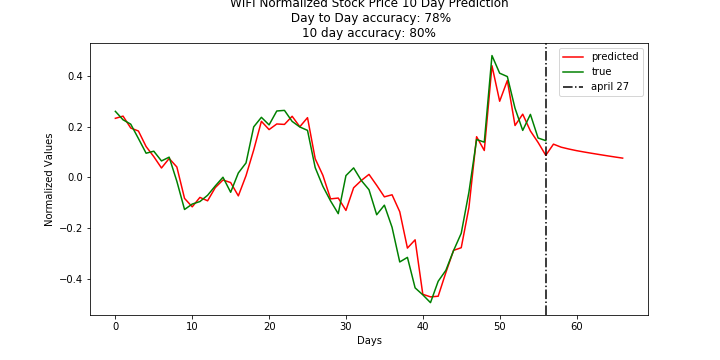 WIFI Normalized Stock Price 10 Day Prediction
Day to Day accuracy: 78%
10 day accuracy: 80%
predicted
true
april 27
Normalized Values
0.4
0.2
0.0
−0.2
−0.4
0 10 20 30 40 50 60
Days